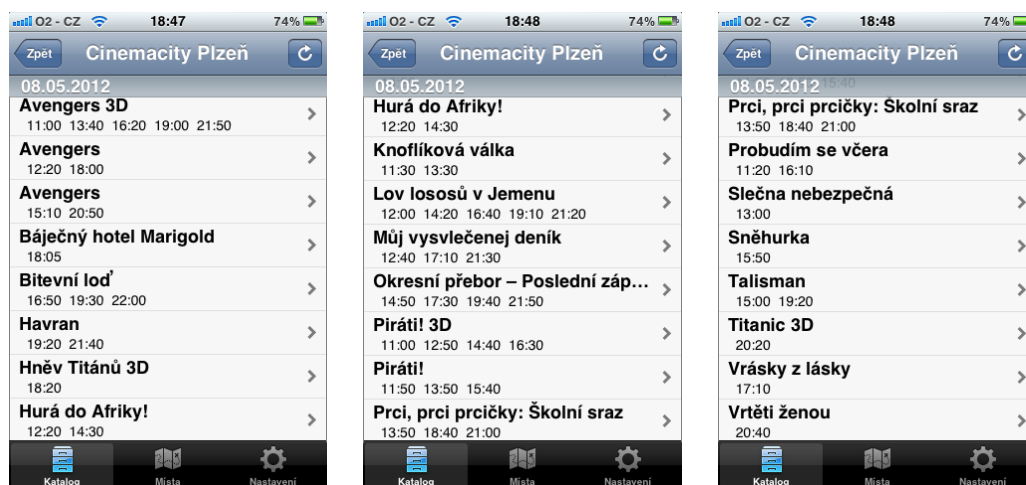 O2 - CZ 18:47 74%
Zpět Cinemacity Plzeň
08.05.2012
Avengers 3D
11:00 13:40 16:20 19:00 21:50
Avengers
12:20 18:00
Avengers
15:10 20:50
Báječný hotel Marigold
18:05
Bitevní loď
16:50 19:30 22:00
Havran
19:20 21:40
Hněv Titánů 3D
18:20
Hurá do Afriky!
12:20 14:30
Katalog Místa Nastavení
O2 - CZ 18:48 74%
Zpět Cinemacity Plzeň
08.05.2012
Hurá do Afriky!
12:20 14:30
Knoflíková válka
11:30 13:30
Lov lososů v Jemenu
12:00 14:20 16:40 19:10 21:20
Můj vysvlečenej deník
12:40 17:10 21:30
Okresní přebor – Poslední záp...
14:50 17:30 19:40 21:50
Piráti! 3D
11:00 12:50 14:40 16:30
Piráti!
11:50 13:50 15:40
Prci, prci prcičky: Školní sraz
13:50 18:40 21:00
Katalog Místa Nastavení
O2 - CZ 18:48 74%
Zpět Cinemacity Plzeň
08.05.2012 15:40
Prci, prci prcičky: Školní sraz
13:50 18:40 21:00
Probudím se včera
11:20 16:10
Slečna nebezpečná
13:00
Sněhurka
15:50
Talisman
15:00 19:20
Titanic 3D
20:20
Vrásky z lásky
17:10
Vrtěti ženou
20:40
Katalog Místa Nastavení